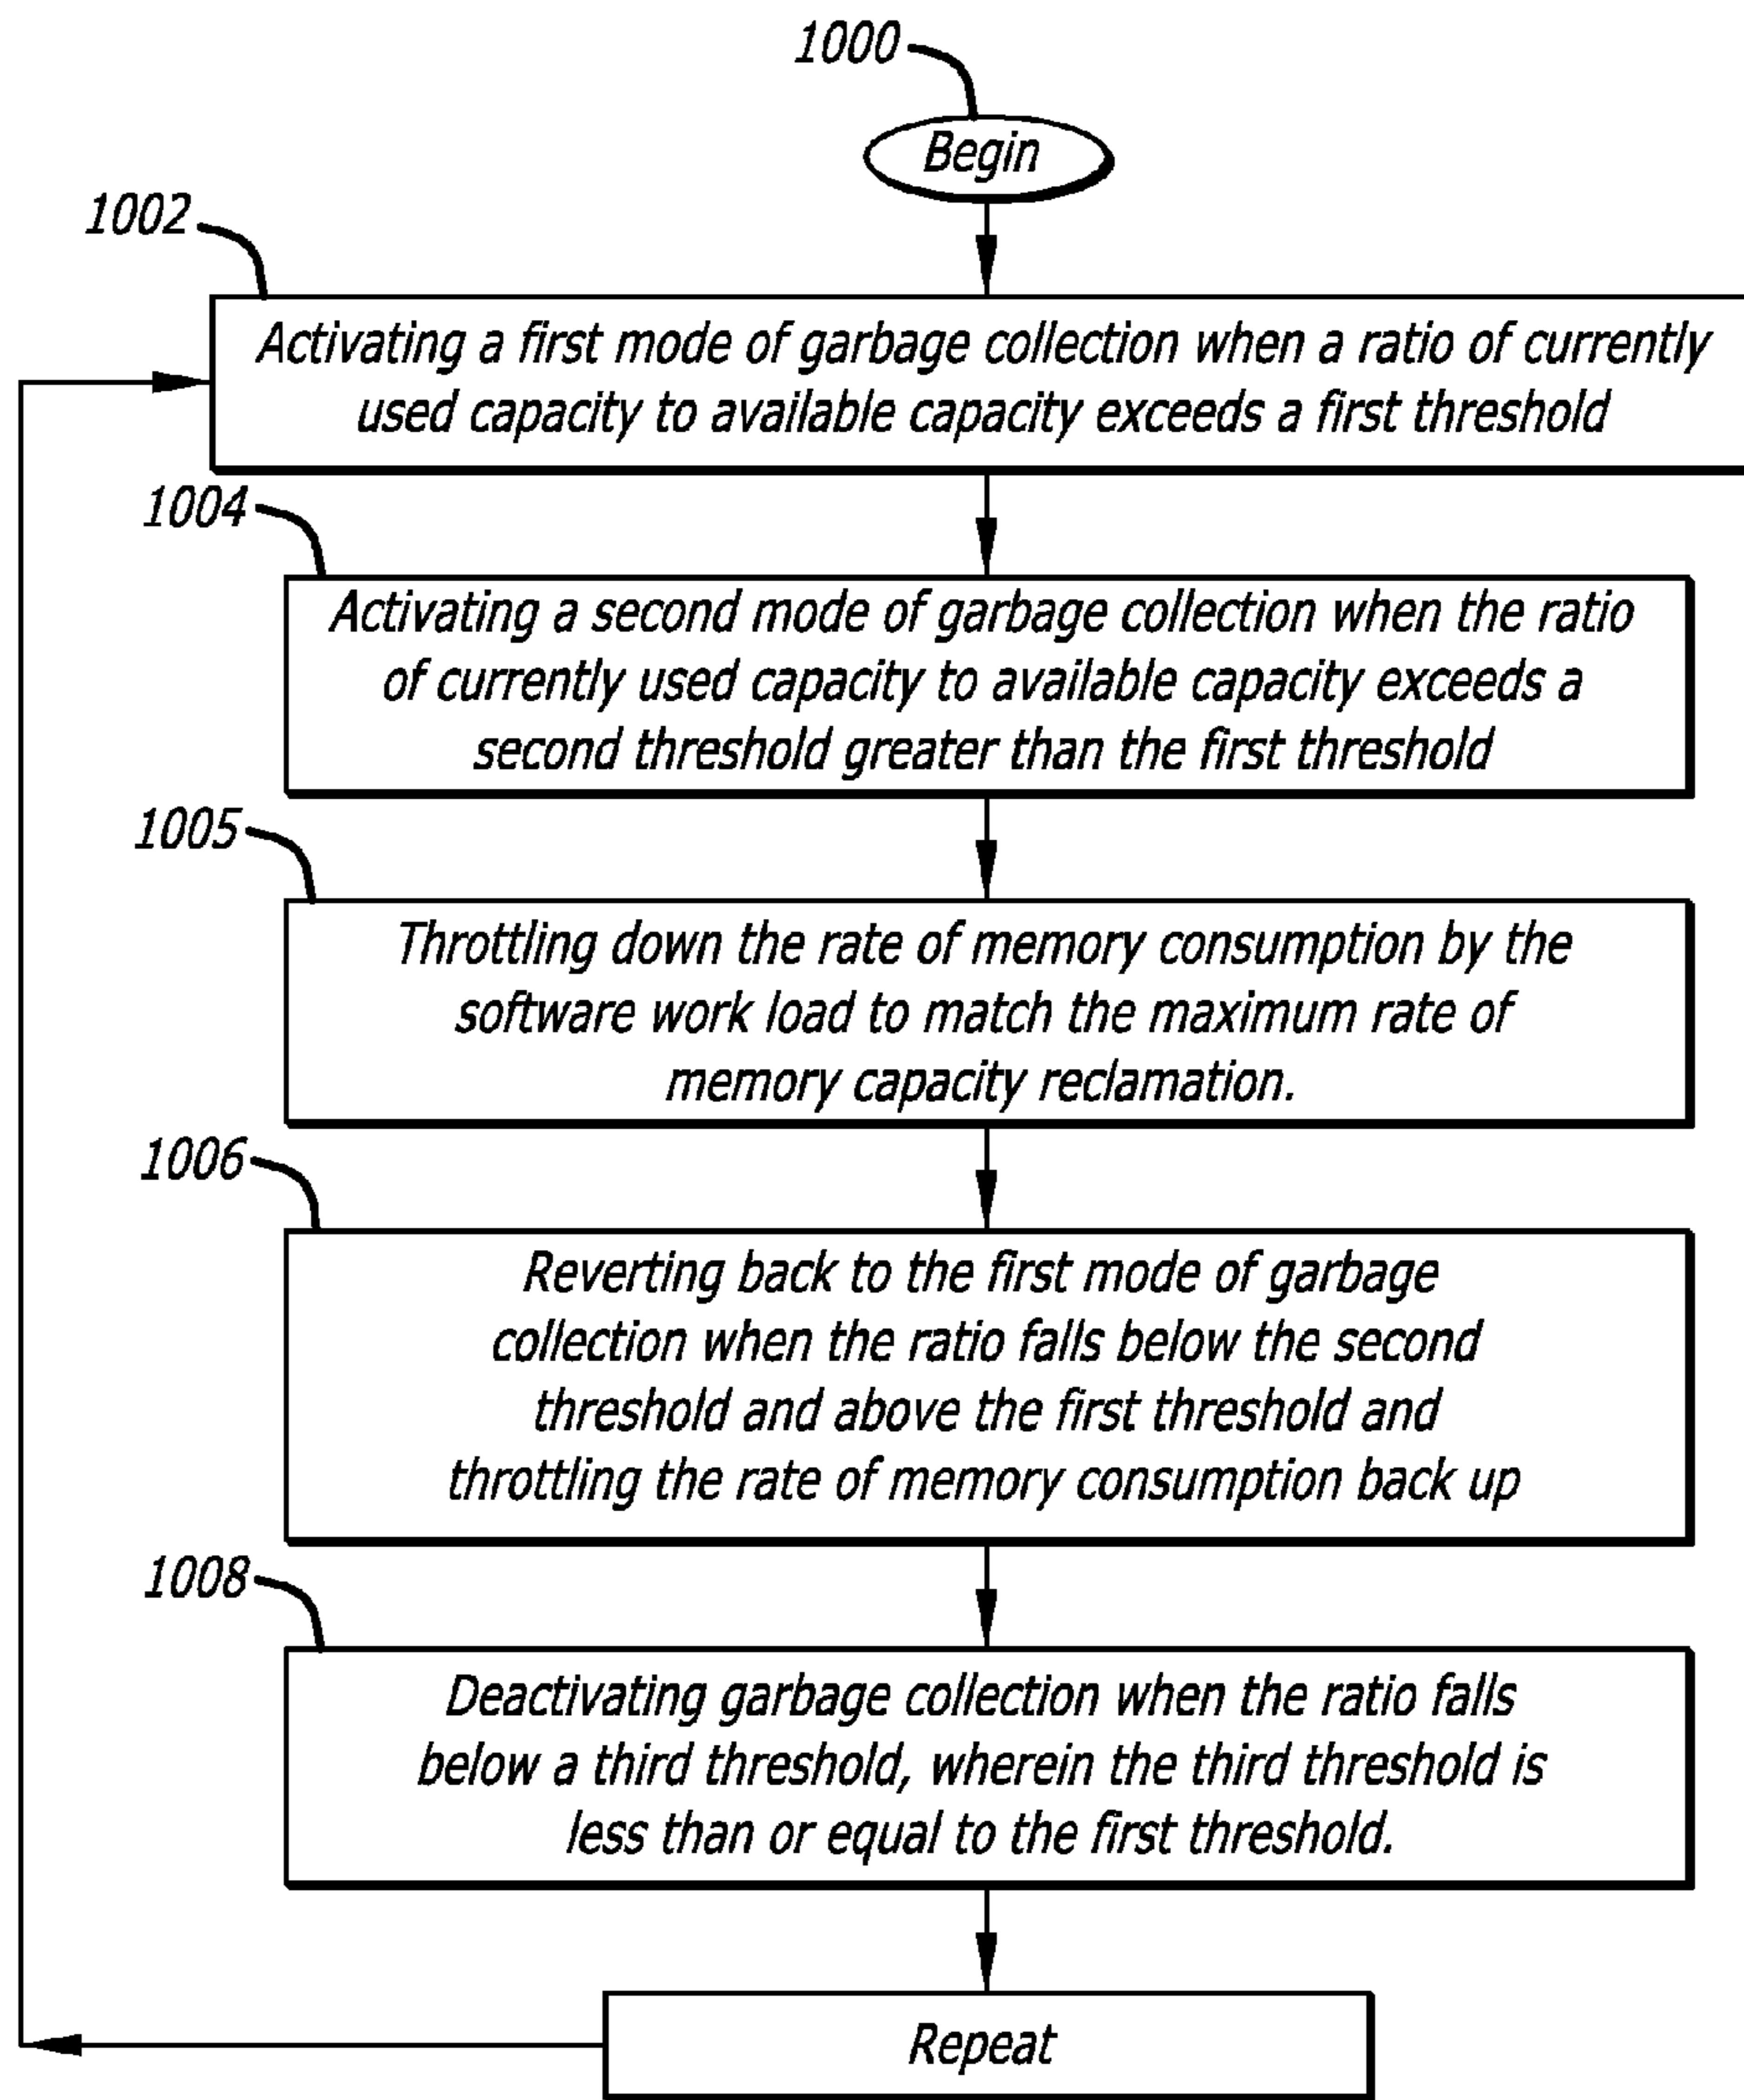 1000
Begin
1002
Activating a first mode of garbage collection when a ratio of currently
used capacity to available capacity exceeds a first threshold
1004
Activating a second mode of garbage collection when the ratio
of currently used capacity to available capacity exceeds a
second threshold greater than the first threshold
1005
Throttling down the rate of memory consumption by the
software work load to match the maximum rate of
memory capacity reclamation.
1006
Reverting back to the first mode of garbage
collection when the ratio falls below the second
threshold and above the first threshold and
throttling the rate of memory consumption back up
1008
Deactivating garbage collection when the ratio falls
below a third threshold, wherein the third threshold is
less than or equal to the first threshold.
Repeat